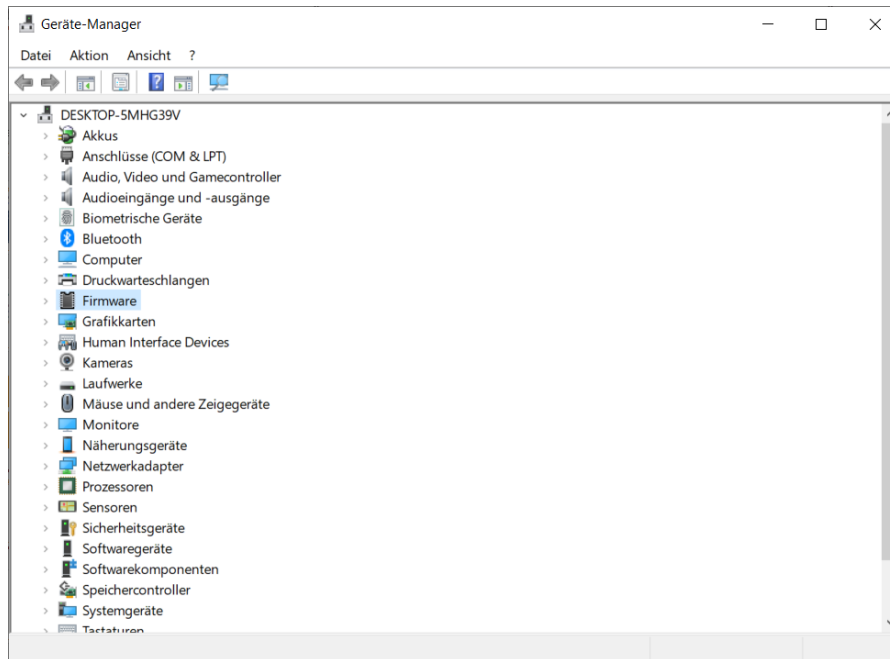 Geräte-Manager
Datei Aktion Ansicht ?
DESKTOP-5MHG39V
Akkus
Anschlüsse (COM & LPT)
Audio, Video und Gamecontroller
Audioeingänge und -ausgänge
Biometrische Geräte
Bluetooth
Computer
Druckwarteschlangen
Firmware
Grafikkarten
Human Interface Devices
Kameras
Laufwerke
Mäuse und andere Zeigegeräte
Monitore
Näherungsgeräte
Netzwerkadapter
Prozessoren
Sensoren
Sicherheitsgeräte
Softwaregeräte
Softwarekomponenten
Speichercontroller
Systemgeräte
Tastaturen